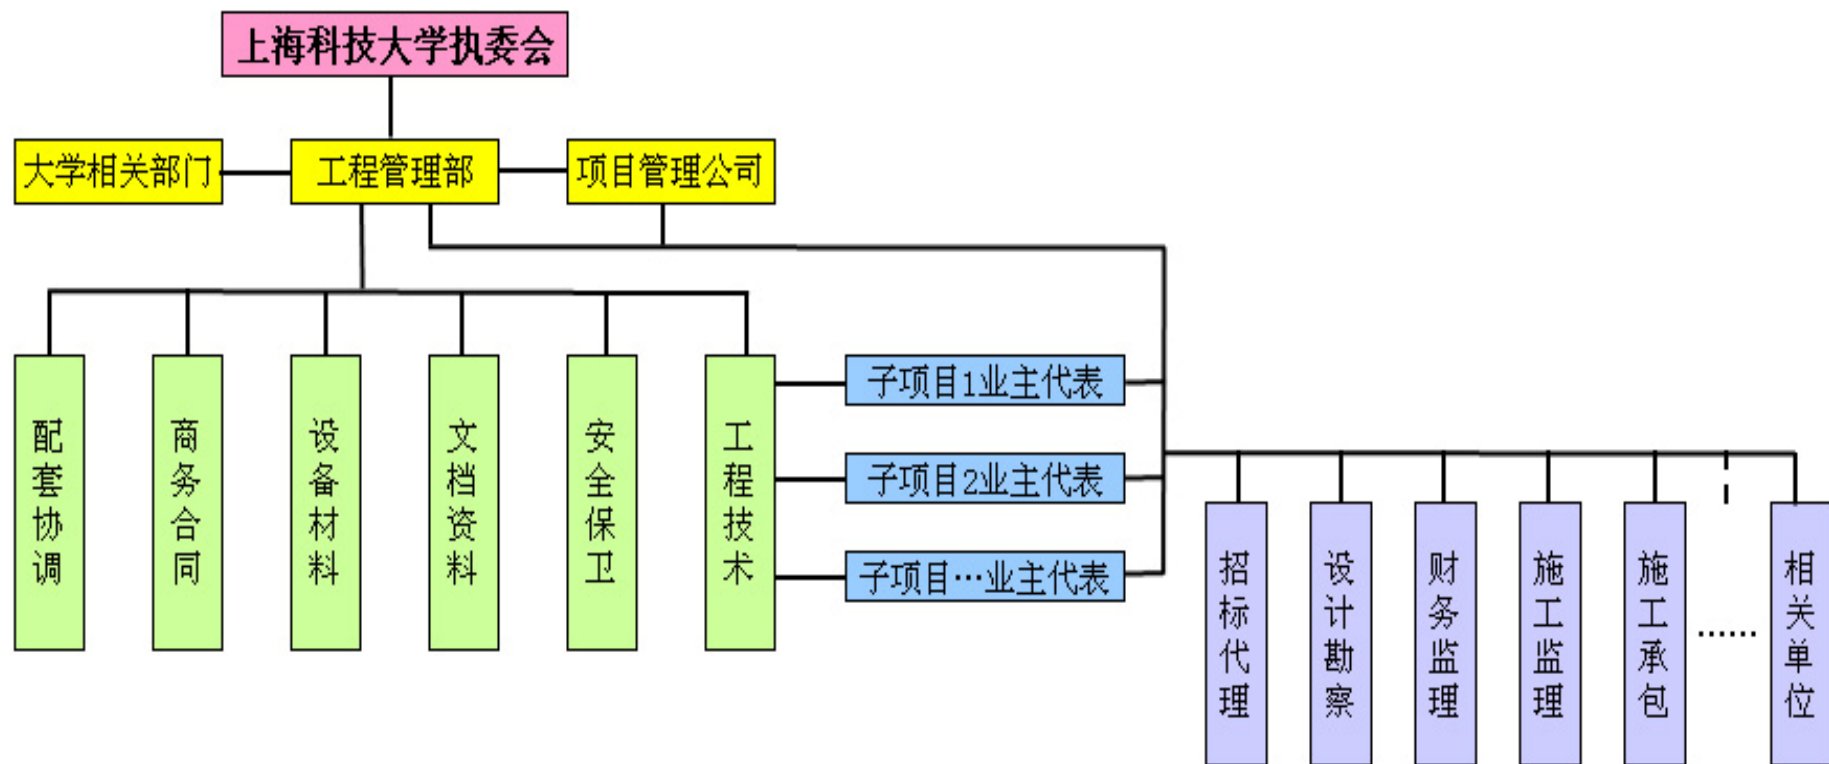 上海科技大学执委会
大学相关部门
工程管理部
项目管理公司
配套协调
商务合同
设备材料
文档资料
安全保卫
工程技术
子项目1业主代表
子项目2业主代表
子项目…业主代表
招标代理
设计勘察
财务监理
施工监理
施工承包
……
相关单位